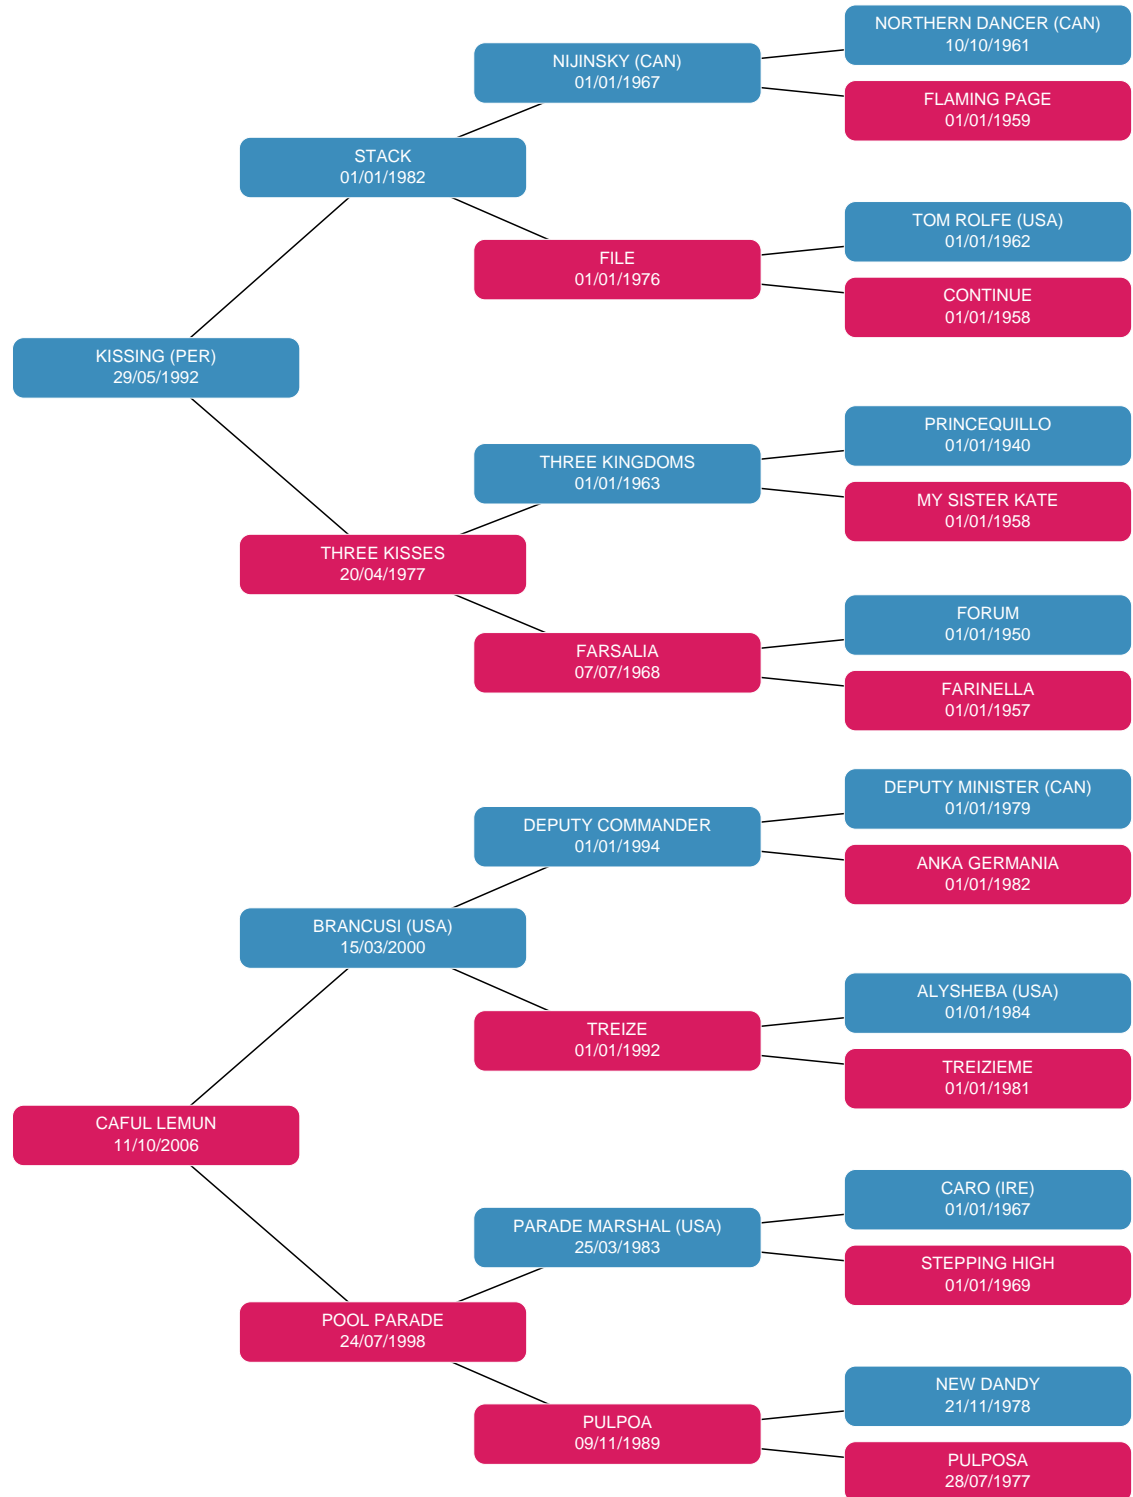 NORTHERN DANCER (CAN)
10/10/1961
NIJINSKY (CAN)
01/01/1967
FLAMING PAGE
01/01/1959
STACK
01/01/1982
TOM ROLFE (USA)
01/01/1962
FILE
01/01/1976
CONTINUE
01/01/1958
KISSING (PER)
29/05/1992
PRINCEQUILLO
01/01/1940
THREE KINGDOMS
01/01/1963
MY SISTER KATE
01/01/1958
THREE KISSES
20/04/1977
FORUM
01/01/1950
FARSALIA
07/07/1968
FARINELLA
01/01/1957
DEPUTY MINISTER (CAN)
01/01/1979
DEPUTY COMMANDER
01/01/1994
ANKA GERMANIA
01/01/1982
BRANCUSI (USA)
15/03/2000
ALYSHEBA (USA)
01/01/1984
TREIZE
01/01/1992
TREIZIEME
01/01/1981
CAFUL LEMUN
11/10/2006
CARO (IRE)
01/01/1967
PARADE MARSHAL (USA)
25/03/1983
STEPPING HIGH
01/01/1969
POOL PARADE
24/07/1998
NEW DANDY
21/11/1978
PULPOA
09/11/1989
PULPOSA
28/07/1977